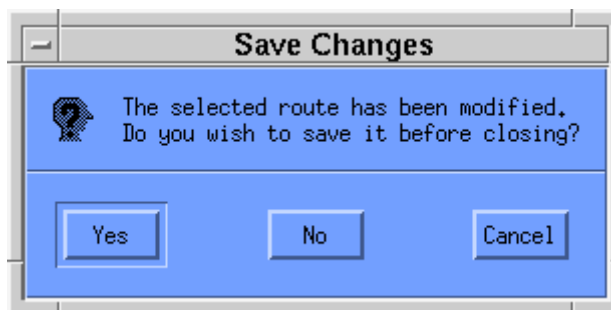 Save Changes
The selected route has been modified.
Do you wish to save it before closing?
Yes
No
Cancel